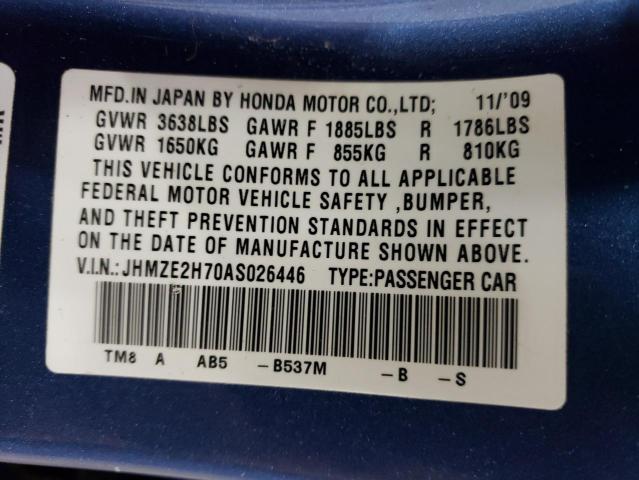 MFD.IN JAPAN BY HONDA MOTOR CO.,LTD; 11/'09
GVWR 3638LBS GAWR F 1885LBS R 1786LBS
GVWR 1650KG GAWR F 855KG R 810KG
THIS VEHICLE CONFORMS TO ALL APPLICABLE
FEDERAL MOTOR VEHICLE SAFETY ,BUMPER,
AND THEFT PREVENTION STANDARDS IN EFFECT
ON THE DATE OF MANUFACTURE SHOWN ABOVE.
V.I.N.: JHMZE2H70AS026446 TYPE:PASSENGER CAR
TM8 A AB5 -B537M -B -S